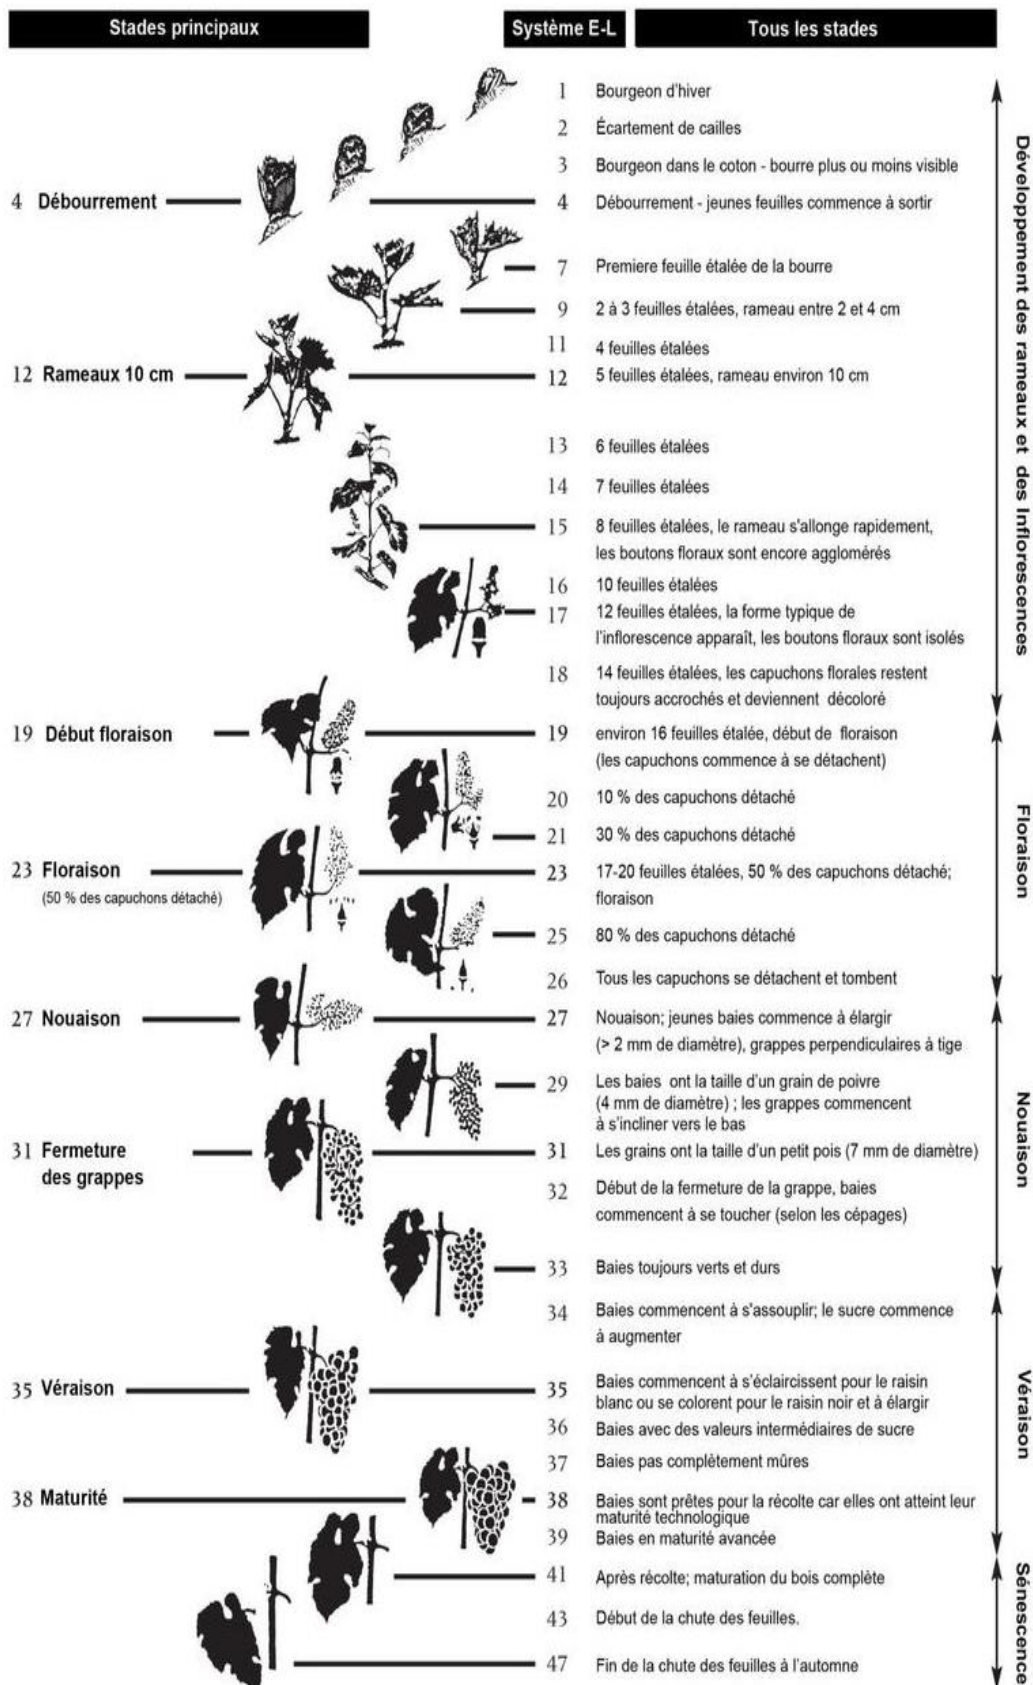 Stades principaux
Système E-L
Tous les stades
1 Bourgeon d'hiver
2 Écartement de cailles
3 Bourgeon dans le coton - bourre plus ou moins visible
4 Débourrement
4 Débourrement - jeunes feuilles commence à sortir
7 Premiere feuille étalée de la bourre
9 2 à 3 feuilles étalées, rameau entre 2 et 4 cm
11 4 feuilles étalées
12 Rameaux 10 cm
12 5 feuilles étalées, rameau environ 10 cm
13 6 feuilles étalées
14 7 feuilles étalées
15 8 feuilles étalées, le rameau s'allonge rapidement,
les boutons floraux sont encore agglomérés
16 10 feuilles étalées
17 12 feuilles étalées, la forme typique de
l'inflorescence apparaît, les boutons floraux sont isolés
18 14 feuilles étalées, les capuchons florales restent
toujours accrochés et deviennent décoloré
Développement des rameaux et des Inflorescences
19 Début floraison
19 environ 16 feuilles étalée, début de floraison
(les capuchons commence à se détachent)
20 10 % des capuchons détaché
21 30 % des capuchons détaché
23 Floraison
(50 % des capuchons détaché)
23 17-20 feuilles étalées, 50 % des capuchons détaché;
floraison
25 80 % des capuchons détaché
26 Tous les capuchons se détachent et tombent
Floraison
27 Nouaison
27 Nouaison; jeunes baies commence à élargir
(> 2 mm de diamètre), grappes perpendiculaires à tige
29 Les baies ont la taille d'un grain de poivre
(4 mm de diamètre) ; les grappes commencent
à s'incliner vers le bas
31 Fermeture
des grappes
31 Les grains ont la taille d'un petit pois (7 mm de diamètre)
32 Début de la fermeture de la grappe, baies
commencent à se toucher (selon les cépages)
33 Baies toujours verts et durs
Nouaison
34 Baies commencent à s'assouplir; le sucre commence
à augmenter
35 Véraison
35 Baies commencent à s'éclaircissent pour le raisin
blanc ou se colorent pour le raisin noir et à élargir
36 Baies avec des valeurs intermédiaires de sucre
37 Baies pas complètement mûres
38 Maturité
38 Baies sont prêtes pour la récolte car elles ont atteint leur
maturité technologique
39 Baies en maturité avancée
Véraison
41 Après récolte; maturation du bois complète
43 Début de la chute des feuilles.
47 Fin de la chute des feuilles à l'automne
Sénescence